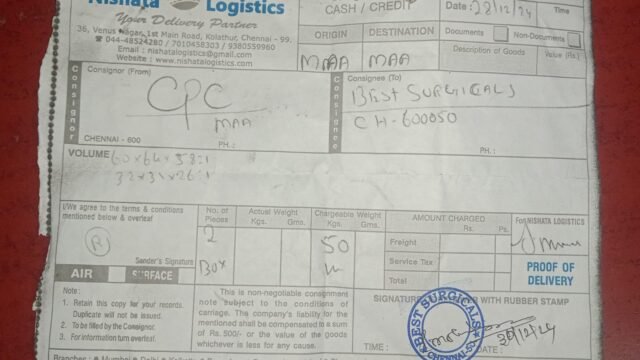 Nishata Logistics
Your Delivery Partner
35, Venus Nagar, 1st Main Road, Kolathur, Chennai - 99.
☎ 044-48524280 / 7010458303 / 9380559960
Email : nishatalogistics@gmail.com
Website : www.nishatalogistics.com
CASH / CREDIT
Date : 28/12/24 Time
ORIGIN DESTINATION
MAA MAA
Documents Non-Documents
Description of Goods Value (Rs.)
Consignor
Consignor (From)
CPC
MAA
CHENNAI - 600 PH. :
Consignee
Consignee (To)
BEST SURGICALS
CH-600050
PH. :
VOLUME 60x64x58:1
32x31x26:1
I/We agree to the terms & conditions
mentioned below & overleaf
R
Sender's Signature
AIR SURFACE
No. of Pieces
2
Box
Actual Weight
Kgs. Gms.
Chargeable Weight
Kgs. Gms.
50
AMOUNT CHARGED
Rs. Ps.
Freight
Service Tax
Total
For NISHATA LOGISTICS
PROOF OF DELIVERY
Note :
1. Retain this copy for your records.
Duplicate will not be issued.
2. To be filled by the Consignor.
3. For information turn overleaf.
This is non-negotiable consignment
note subject to the conditions of
carriage. The company's liability for
the mentioned shall be compensated to a sum
of Rs. 500/- or the value of the goods
whichever is less for any cause.
SIGNATURE WITH RUBBER STAMP
BEST SURGICALS
CHENNAI-50
30/12/24
TIME : DATE :